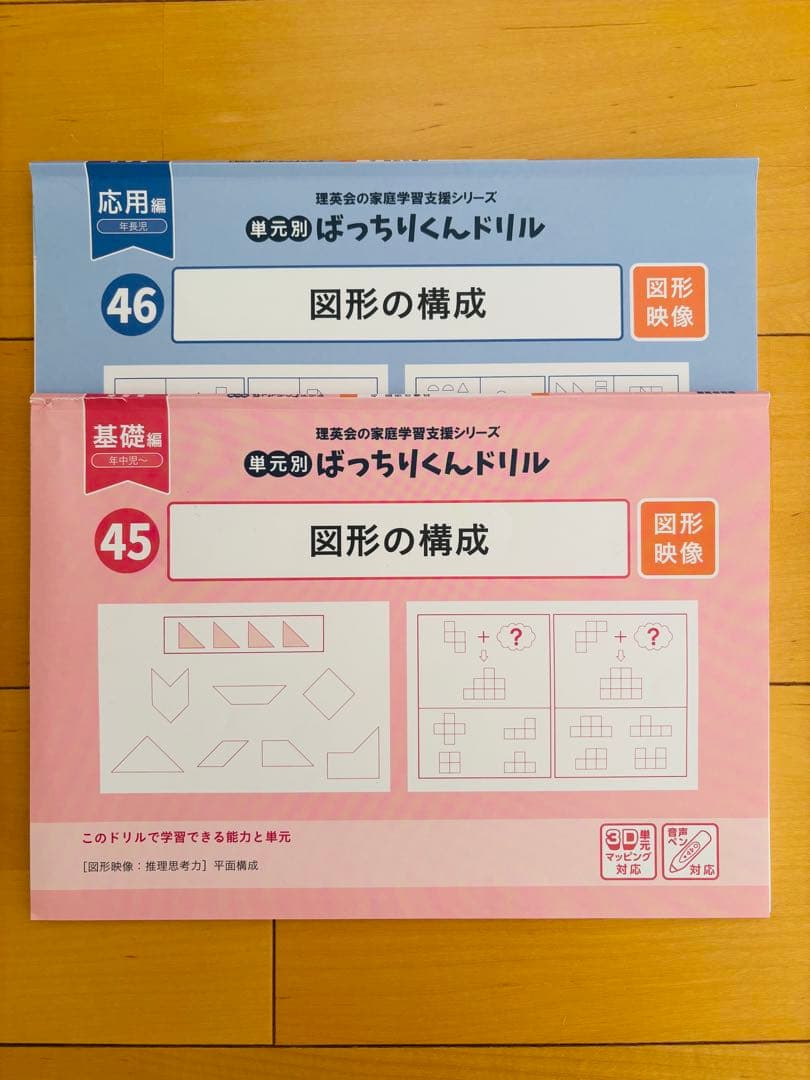 応用編
年長児
理英会の家庭学習支援シリーズ
単元別ばっちりくんドリル
46
図形の構成
図形
映像
基礎編
年中児~
理英会の家庭学習支援シリーズ
単元別ばっちりくんドリル
45
図形の構成
図形
映像
+ ?
+ ?
このドリルで学習できる能力と単元
[図形映像:推理思考力] 平面構成
3D単元
マッピング
対応
音声
ペン
対応